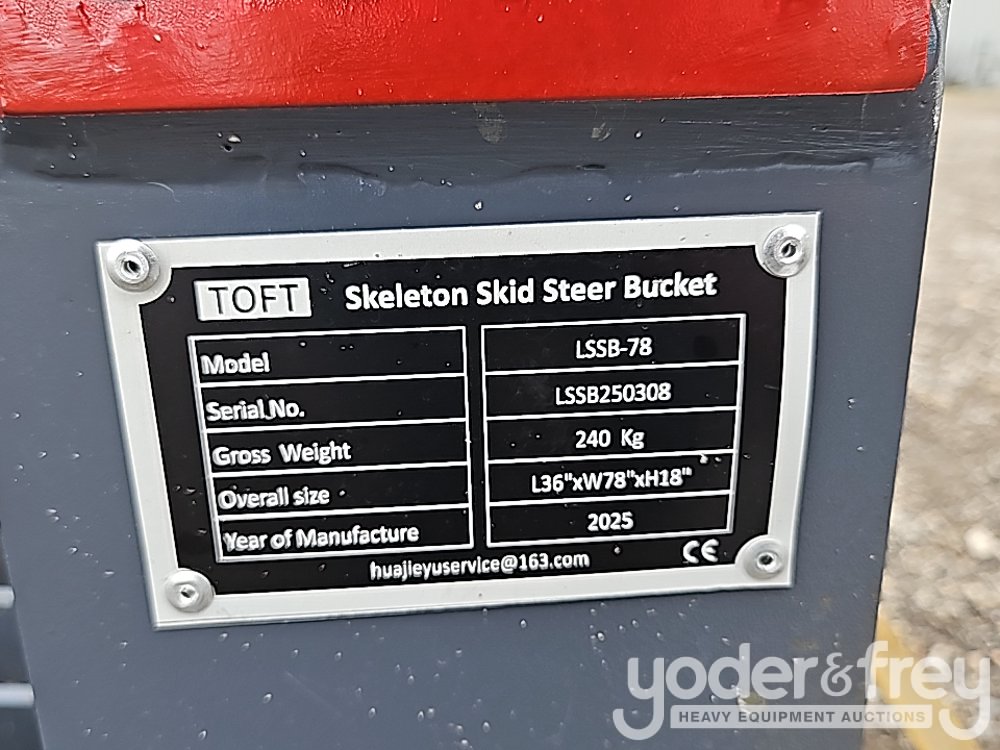 TOFT Skeleton Skid Steer Bucket
Model LSSB-78
Serial No. LSSB250308
Gross Weight 240 Kg
Overall size L36"xW78"xH18"
Year of Manufacture 2025
huajieyuservice@163.com CE
yoder&frey
HEAVY EQUIPMENT AUCTIONS